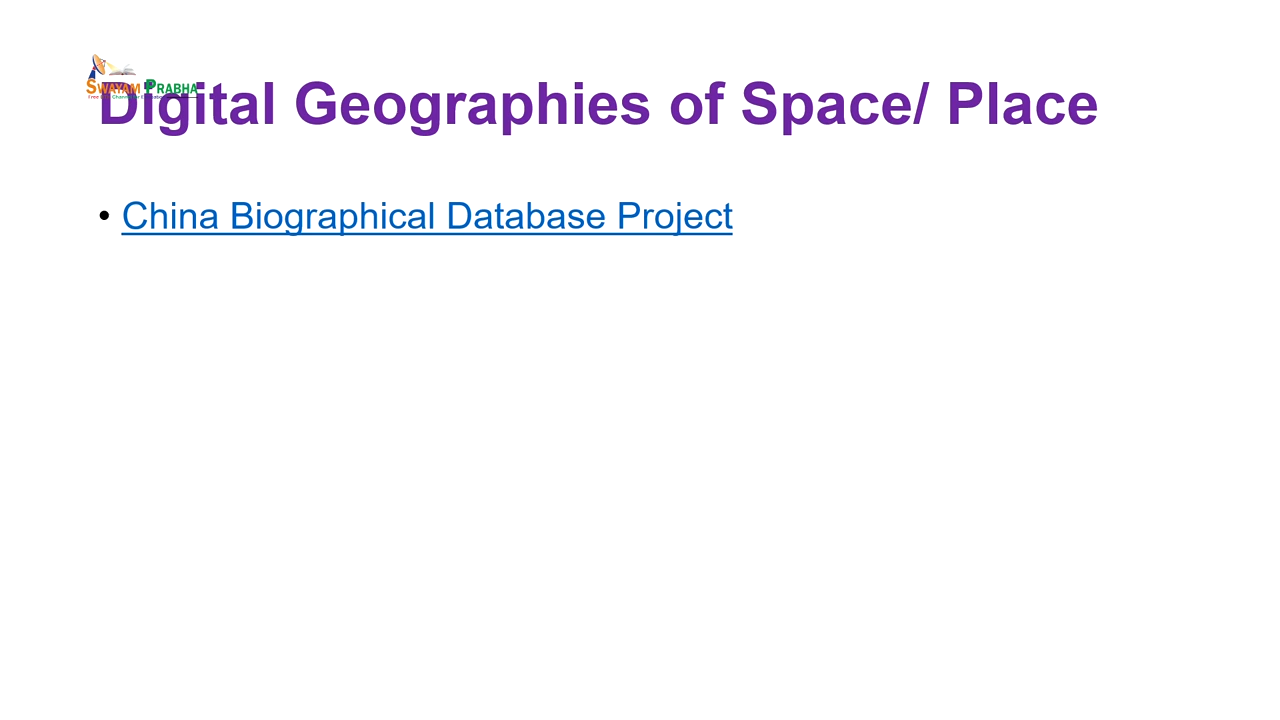 SWAYAM PRABHA
Digital Geographies of Space/ Place
• China Biographical Database Project